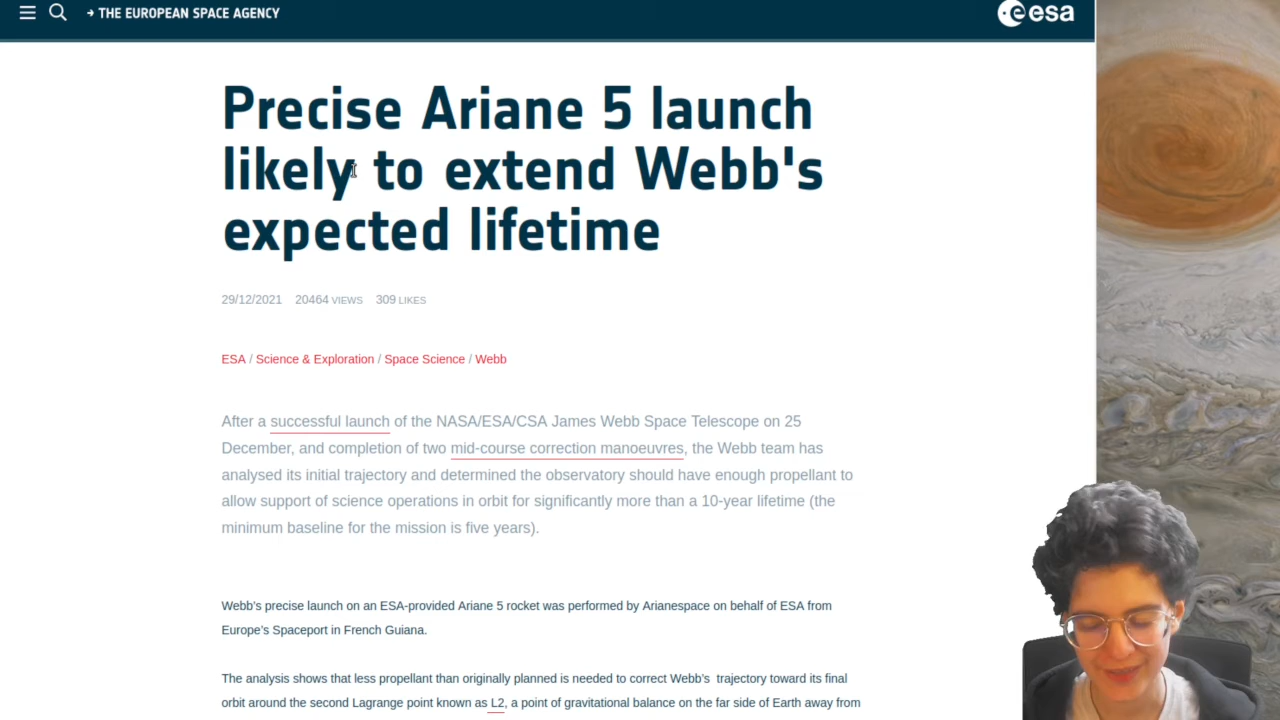 → THE EUROPEAN SPACE AGENCY
esa
Precise Ariane 5 launch
likely to extend Webb's
expected lifetime
29/12/2021 20464 VIEWS 309 LIKES
ESA / Science & Exploration / Space Science / Webb
After a successful launch of the NASA/ESA/CSA James Webb Space Telescope on 25
December, and completion of two mid-course correction manoeuvres, the Webb team has
analysed its initial trajectory and determined the observatory should have enough propellant to
allow support of science operations in orbit for significantly more than a 10-year lifetime (the
minimum baseline for the mission is five years).
Webb’s precise launch on an ESA-provided Ariane 5 rocket was performed by Arianespace on behalf of ESA from
Europe’s Spaceport in French Guiana.
The analysis shows that less propellant than originally planned is needed to correct Webb’s trajectory toward its final
orbit around the second Lagrange point known as L2, a point of gravitational balance on the far side of Earth away from